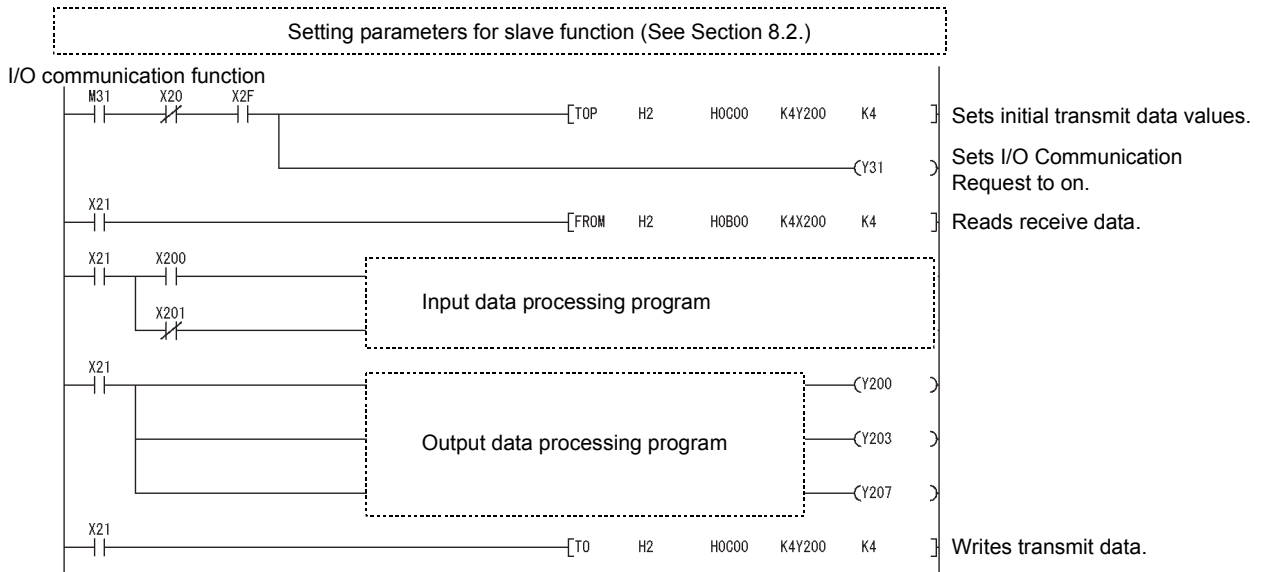 Setting parameters for slave function (See Section 8.2.)
I/O communication function
M31 X20 X2F
TOP H2 H0C00 K4Y200 K4 Sets initial transmit data values.
Y31 Sets I/O Communication
Request to on.
X21
FROM H2 H0B00 K4X200 K4 Reads receive data.
X21 X200
Input data processing program
X201
X21
Y200
Output data processing program Y203
Y207
X21
TO H2 H0C00 K4Y200 K4 Writes transmit data.